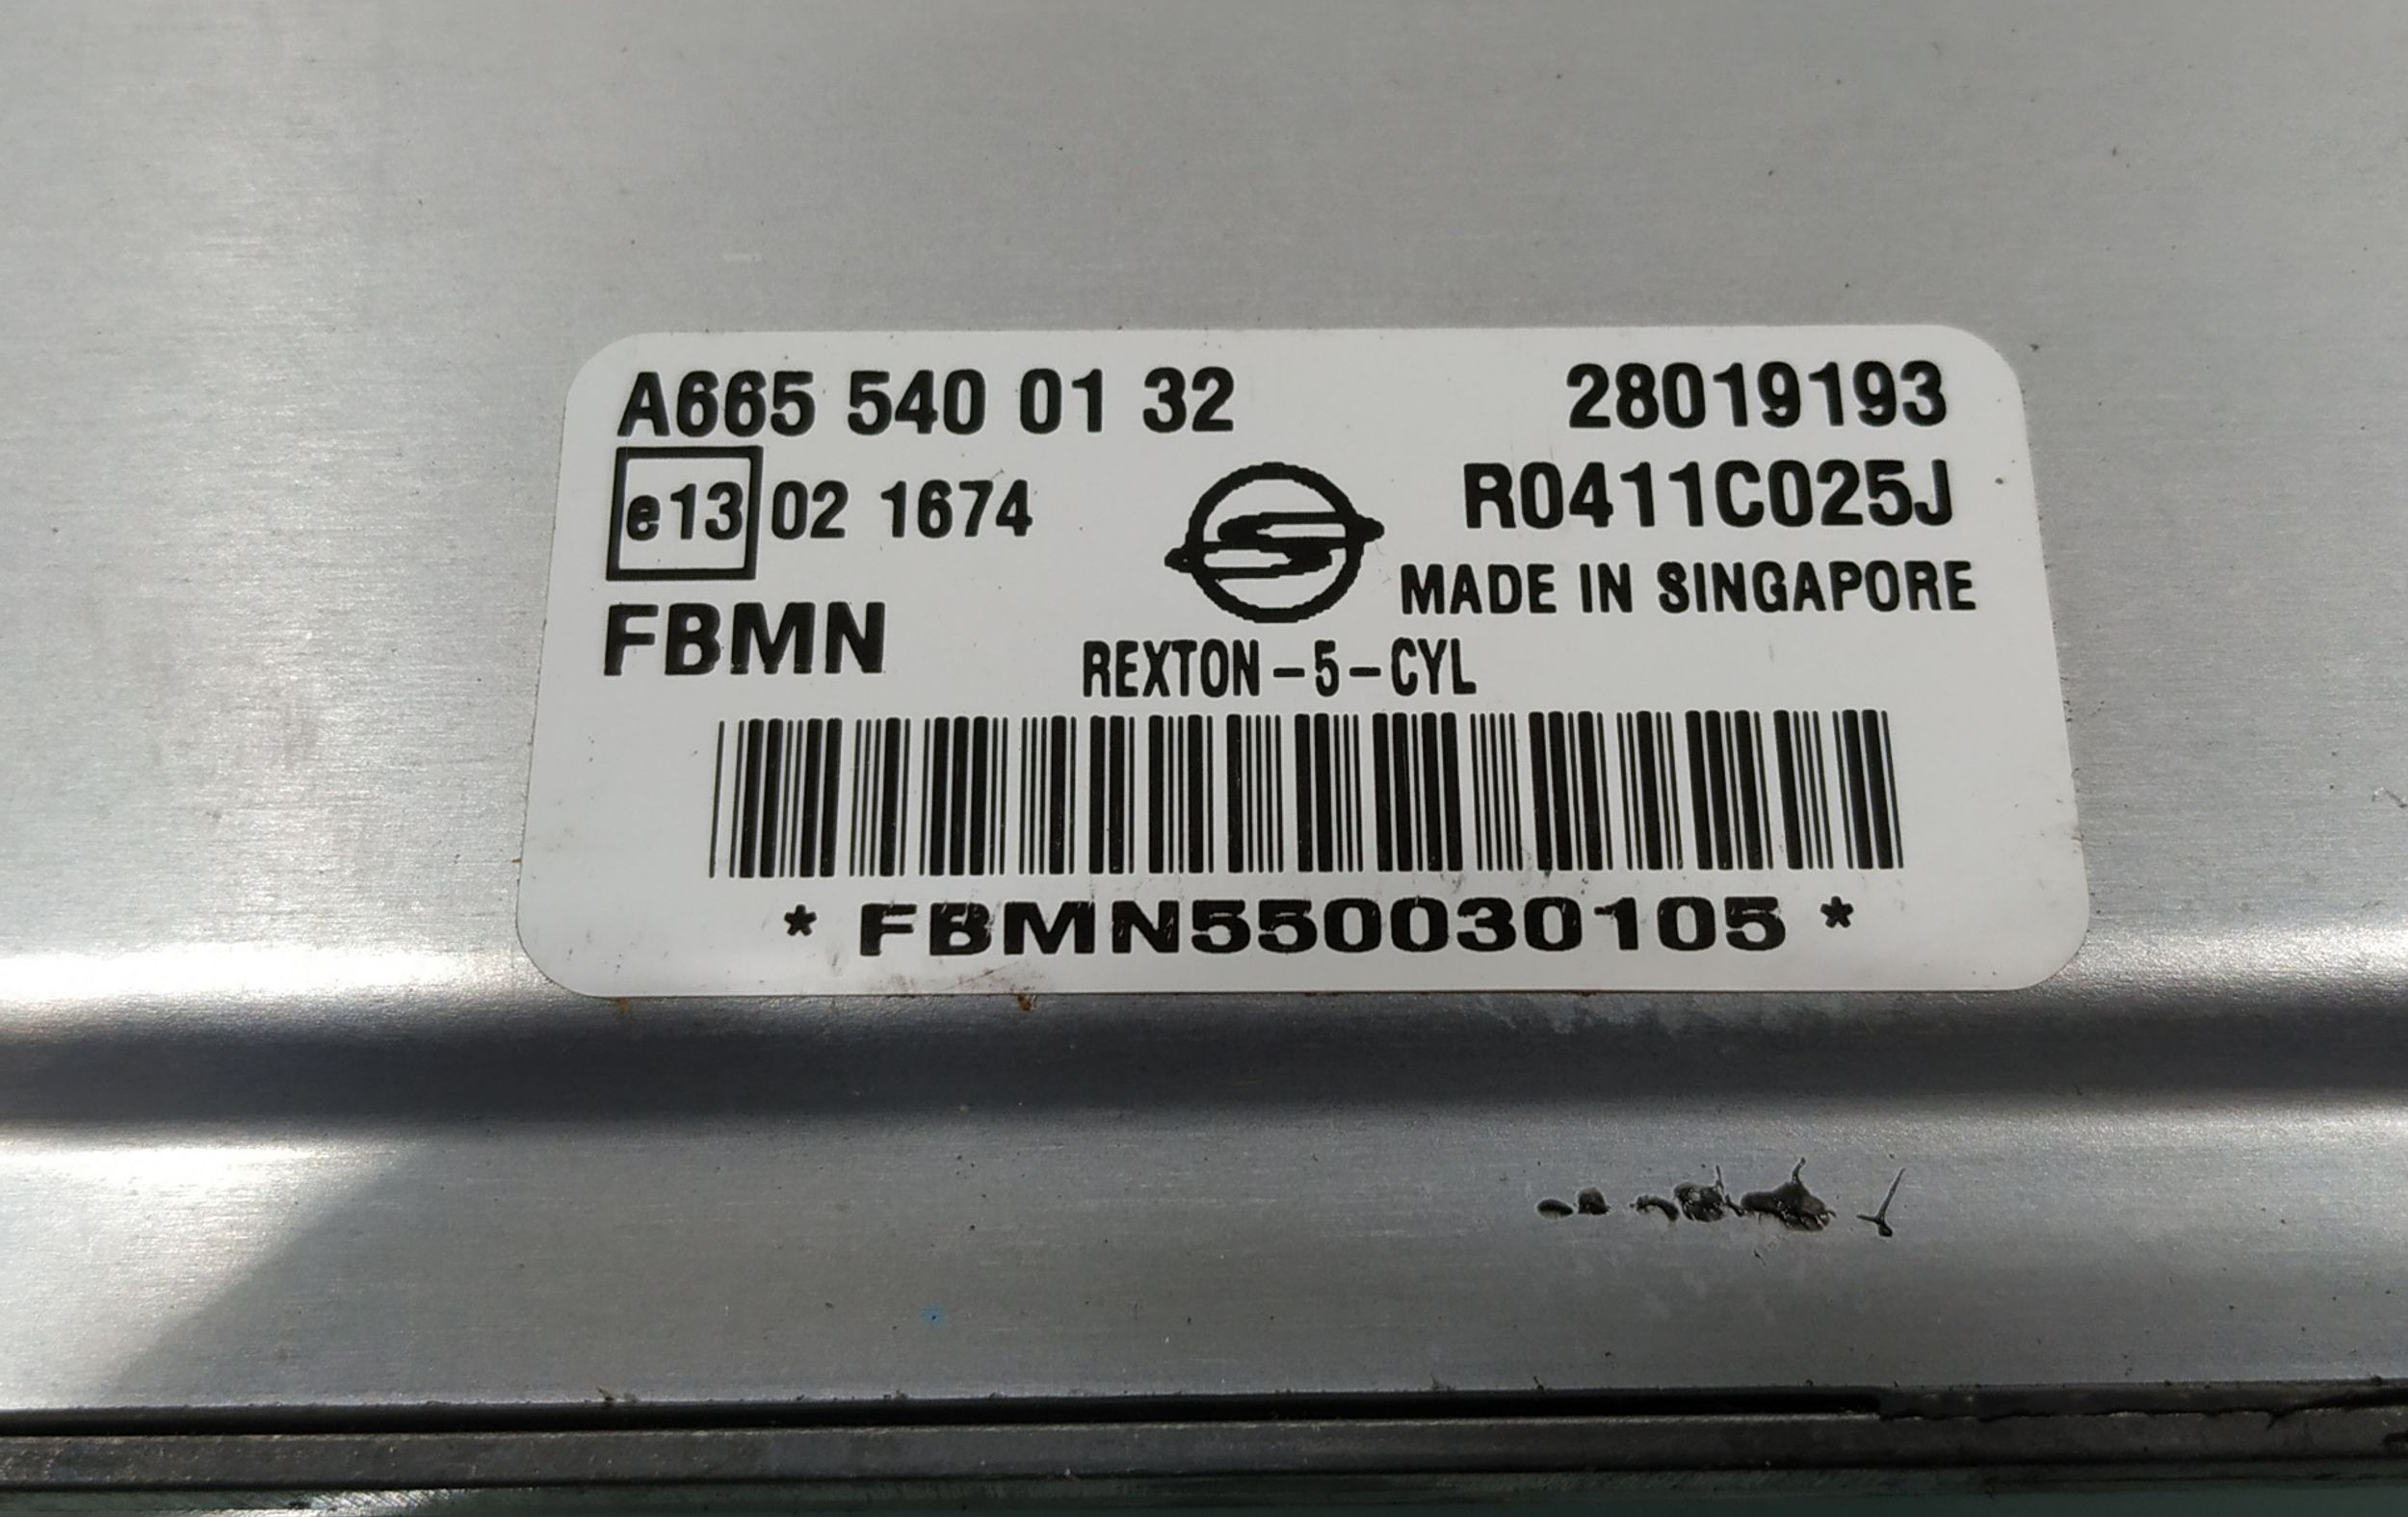 A665 540 01 32 28019193
e13 02 1674 R0411C025J
MADE IN SINGAPORE
FBMN REXTON-5-CYL
* FBMN550030105 *